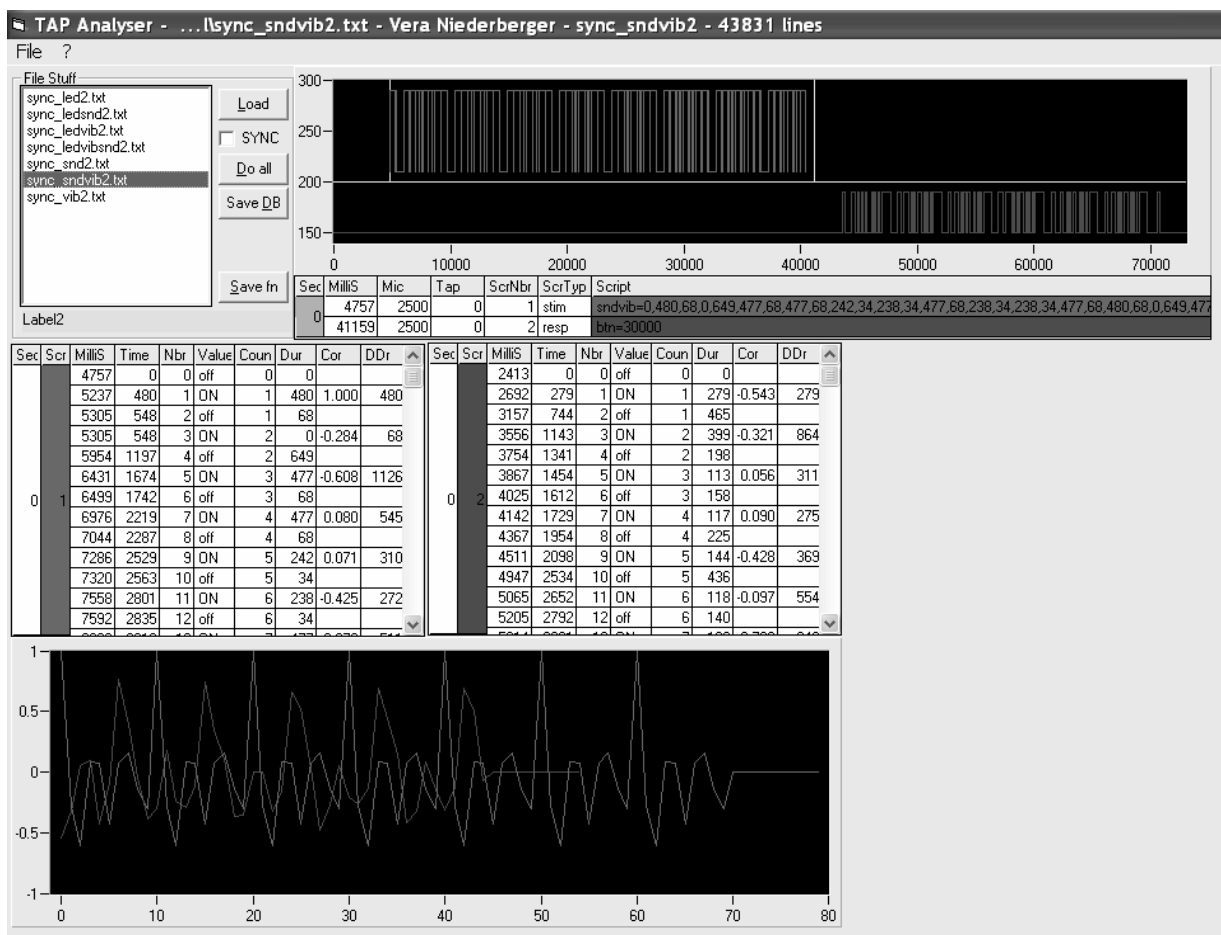 TAP Analyser - ...l\sync_sndvib2.txt - Vera Niederberger - sync_sndvib2 - 43831 lines
File ?
File Stuff
sync_led2.txt
sync_ledsnd2.txt
sync_ledvib2.txt
sync_ledvibsnd2.txt
sync_snd2.txt
sync_sndvib2.txt
sync_vib2.txt
Load
SYNC
Do all
Save DB
Save fn
Label2
300
250
200
150
0 10000 20000 30000 40000 50000 60000 70000
Sec MilliS Mic Tap ScrNbr ScrTyp Script
0 4757 2500 0 1 stim sndvib=0,480,68,0,649,477,68,477,68,242,34,238,34,477,68,238,34,238,34,477,68,480,68,0,649,477
41159 2500 0 2 resp btn=30000
Sec Scr MilliS Time Nbr Value Coun Dur Cor DDr
4757 0 0 off 0 0
5237 480 1 ON 1 480 1.000 480
5305 548 2 off 1 68
5305 548 3 ON 2 0 -0.284 68
5954 1197 4 off 2 649
6431 1674 5 ON 3 477 -0.608 1126
0 1 6499 1742 6 off 3 68
6976 2219 7 ON 4 477 0.080 545
7044 2287 8 off 4 68
7286 2529 9 ON 5 242 0.071 310
7320 2563 10 off 5 34
7558 2801 11 ON 6 238 -0.425 272
7592 2835 12 off 6 34
Sec Scr MilliS Time Nbr Value Coun Dur Cor DDr
2413 0 0 off 0 0
2692 279 1 ON 1 279 -0.543 279
3157 744 2 off 1 465
3556 1143 3 ON 2 399 -0.321 864
3754 1341 4 off 2 198
3867 1454 5 ON 3 113 0.056 311
0 2 4025 1612 6 off 3 158
4142 1729 7 ON 4 117 0.090 275
4367 1954 8 off 4 225
4511 2098 9 ON 5 144 -0.428 369
4947 2534 10 off 5 436
5065 2652 11 ON 6 118 -0.097 554
5205 2792 12 off 6 140
1
0.5
0
-0.5
-1
0 10 20 30 40 50 60 70 80